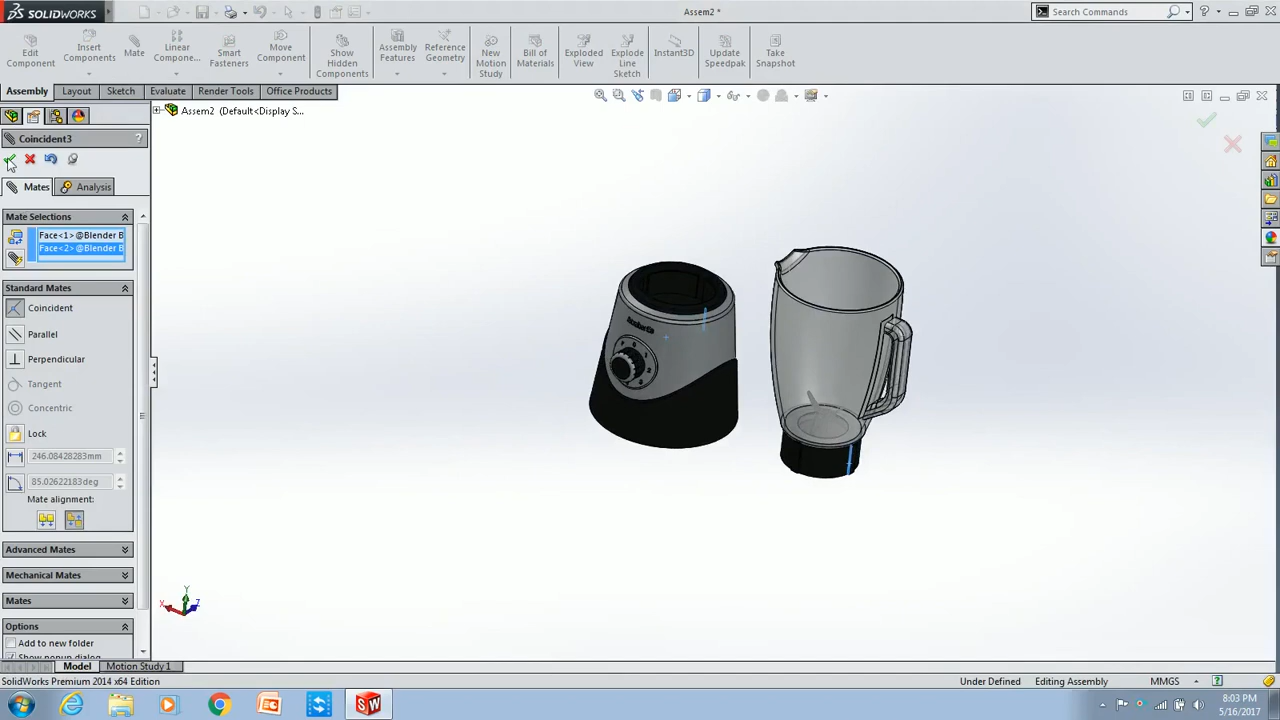 SOLIDWORKS
Assem2 *
Search Commands
Edit Component
Insert Components
Mate
Linear Compone...
Smart Fasteners
Move Component
Show Hidden Components
Assembly Features
Reference Geometry
New Motion Study
Bill of Materials
Exploded View
Explode Line Sketch
Instant3D
Update Speedpak
Take Snapshot
Assembly
Layout
Sketch
Evaluate
Render Tools
Office Products
Assem2 (Default<Display S...
Coincident3
?
Mates
Analysis
Mate Selections
Face<1>@Blender B
Face<2>@Blender B
Standard Mates
Coincident
Parallel
Perpendicular
Tangent
Concentric
Lock
246.08428283mm
85.02622183deg
Mate alignment:
Advanced Mates
Mechanical Mates
Mates
Options
Add to new folder
Show popup dialog
X
Y
Z
Model
Motion Study 1
SolidWorks Premium 2014 x64 Edition
Under Defined
Editing Assembly
MMGS
8:03 PM
5/16/2017